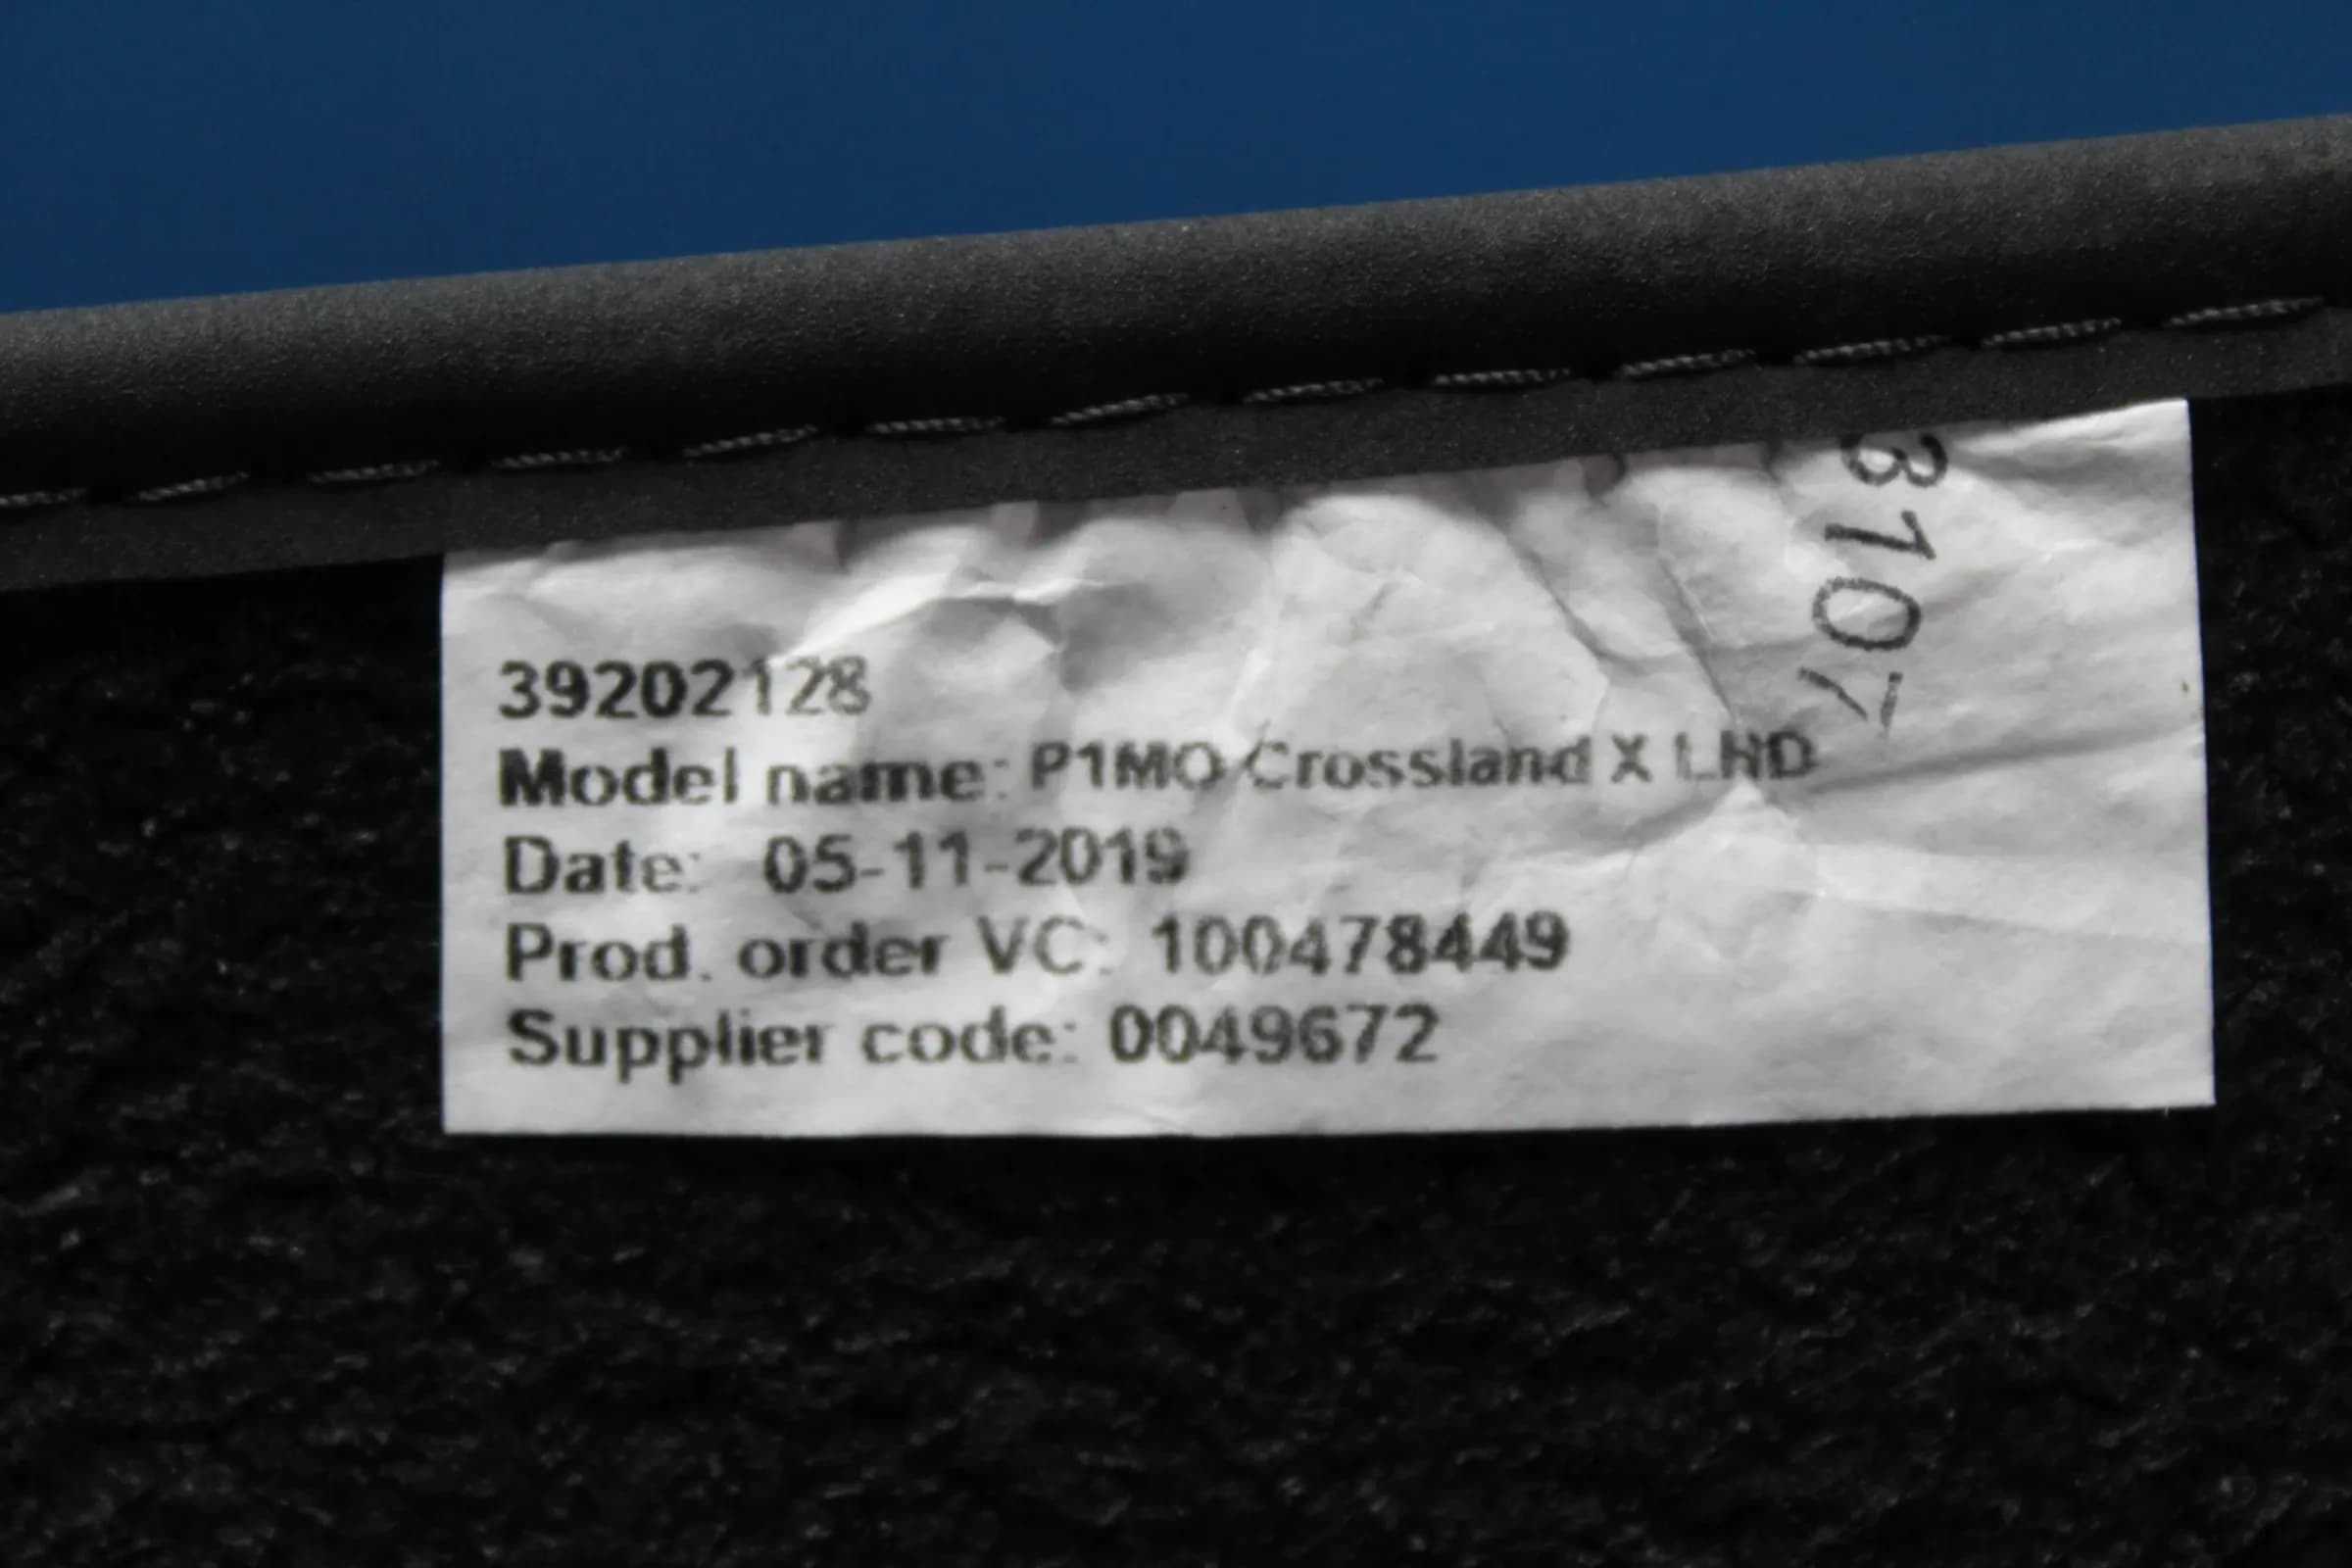 3107
39202128
Model name: P1MO Crossland X LHD
Date: 05-11-2019
Prod. order VC: 100478449
Supplier code: 0049672